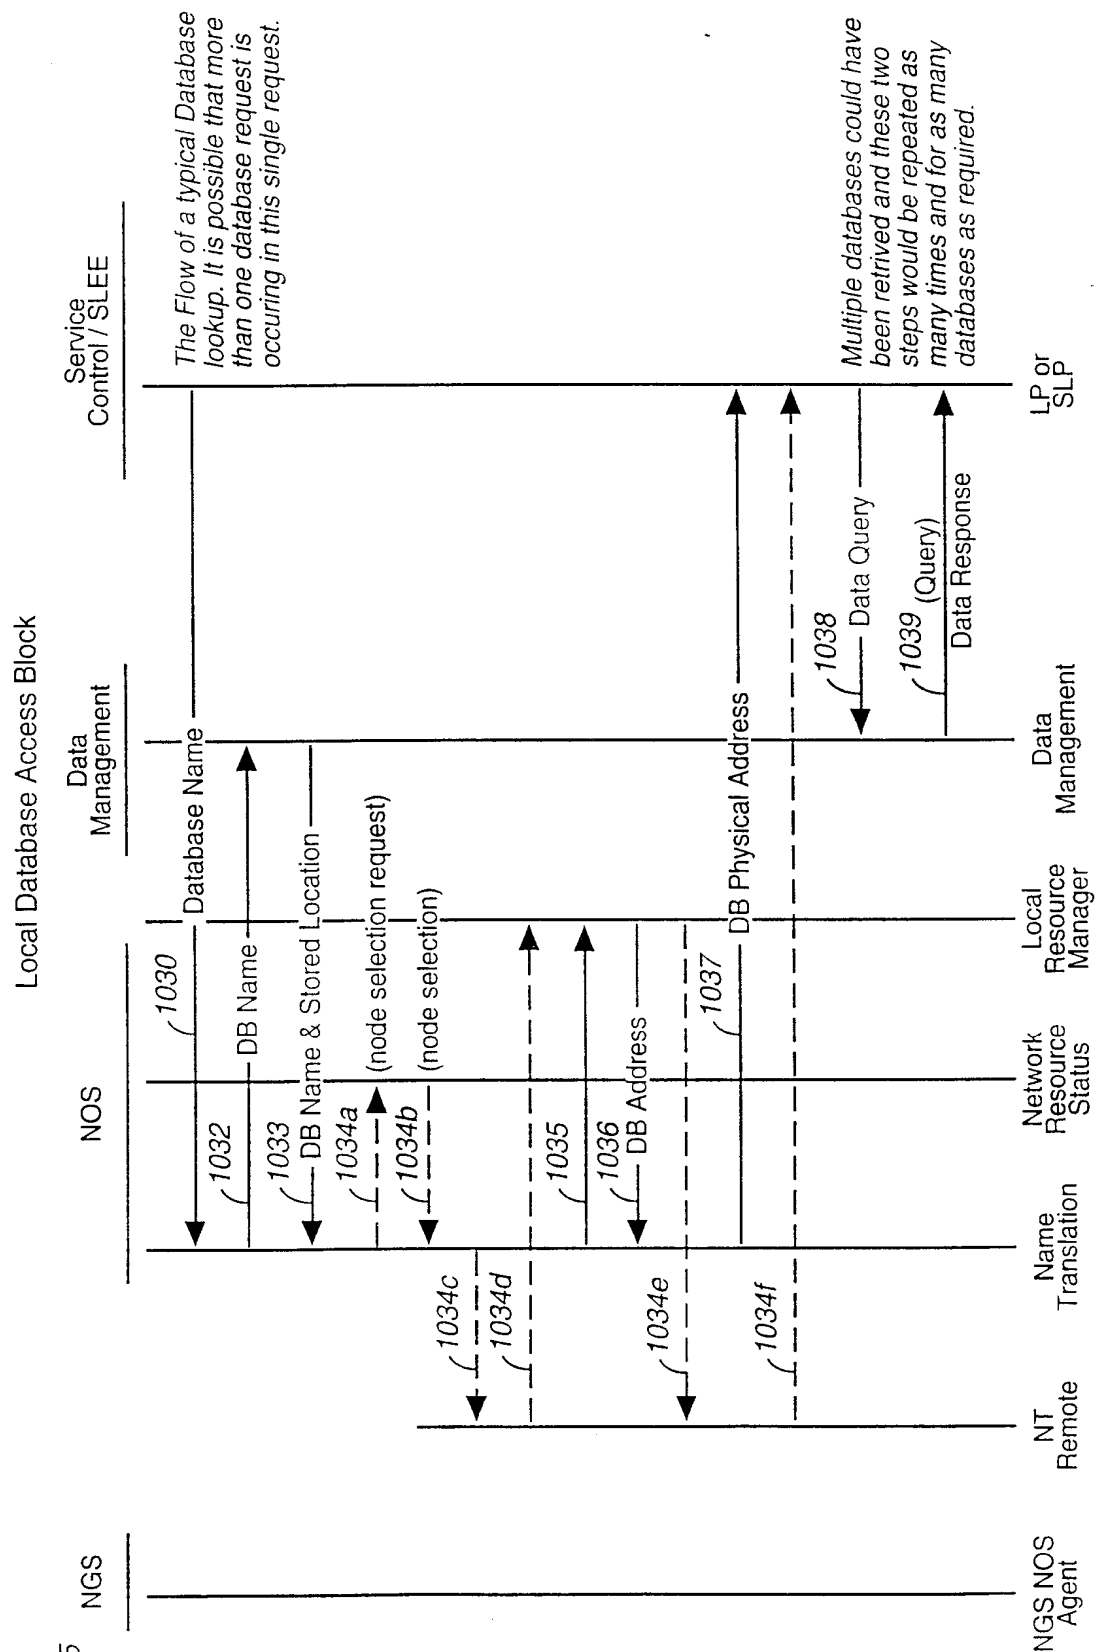 Local Database Access Block
NGS
NOS
Data
Management
Service
Control / SLEE
The Flow of a typical Database
lookup. It is possible that more
than one database request is
occuring in this single request.
1030
Database Name
1032
DB Name
1033
DB Name & Stored Location
1034a
(node selection request)
1034b
(node selection)
1034c
1034d
1035
1036
DB Address
1034e
1037
DB Physical Address
1034f
1038
Data Query
1039
(Query)
Data Response
Multiple databases could have
been retrived and these two
steps would be repeated as
many times and for as many
databases as required.
NGS NOS
Agent
NT
Remote
Name
Translation
Network
Resource
Status
Local
Resource
Manager
Data
Management
LP or
SLP